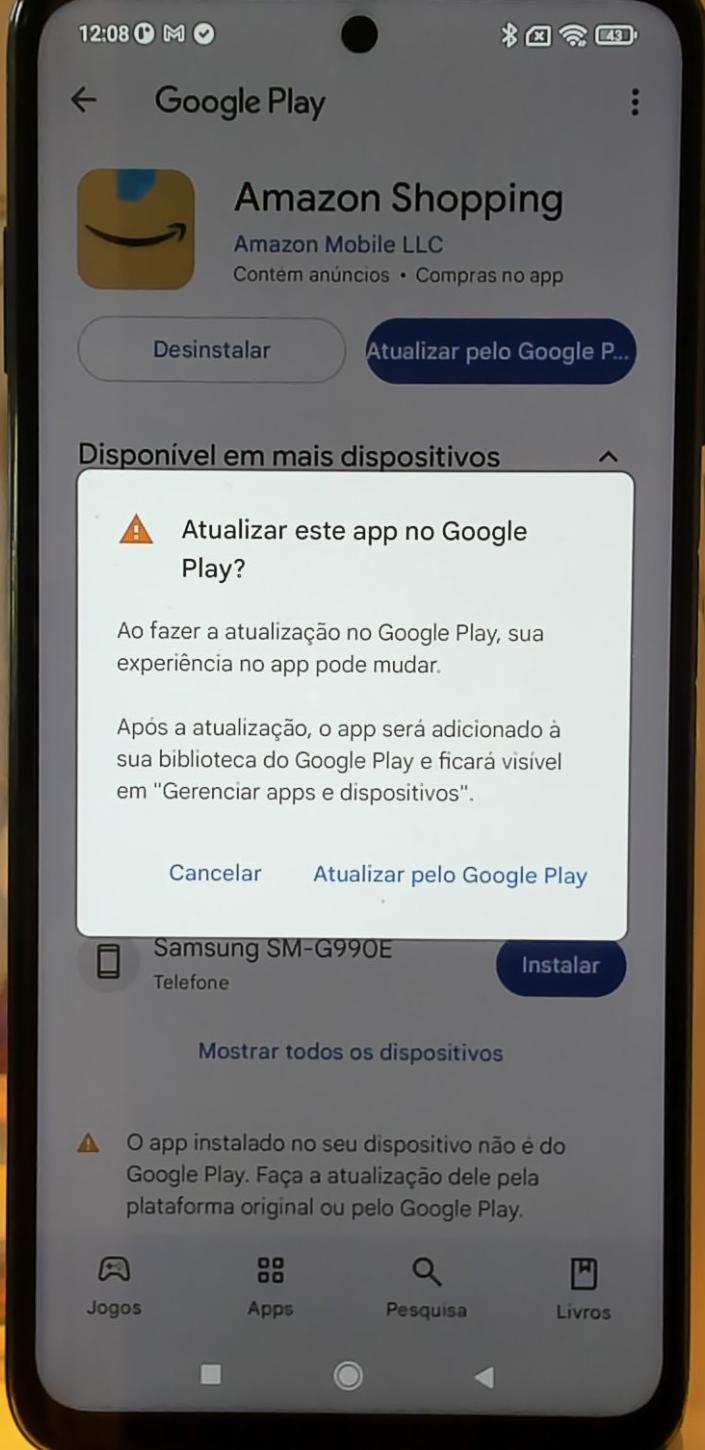 12:08
43
Google Play
Amazon Shopping
Amazon Mobile LLC
Contém anúncios • Compras no app
Desinstalar
Atualizar pelo Google P...
Disponível em mais dispositivos
Atualizar este app no Google
Play?
Ao fazer a atualização no Google Play, sua
experiência no app pode mudar.
Após a atualização, o app será adicionado à
sua biblioteca do Google Play e ficará visível
em "Gerenciar apps e dispositivos".
Cancelar
Atualizar pelo Google Play
Samsung SM-G990E
Telefone
Instalar
Mostrar todos os dispositivos
O app instalado no seu dispositivo não é do
Google Play. Faça a atualização dele pela
plataforma original ou pelo Google Play.
Jogos
Apps
Pesquisa
Livros